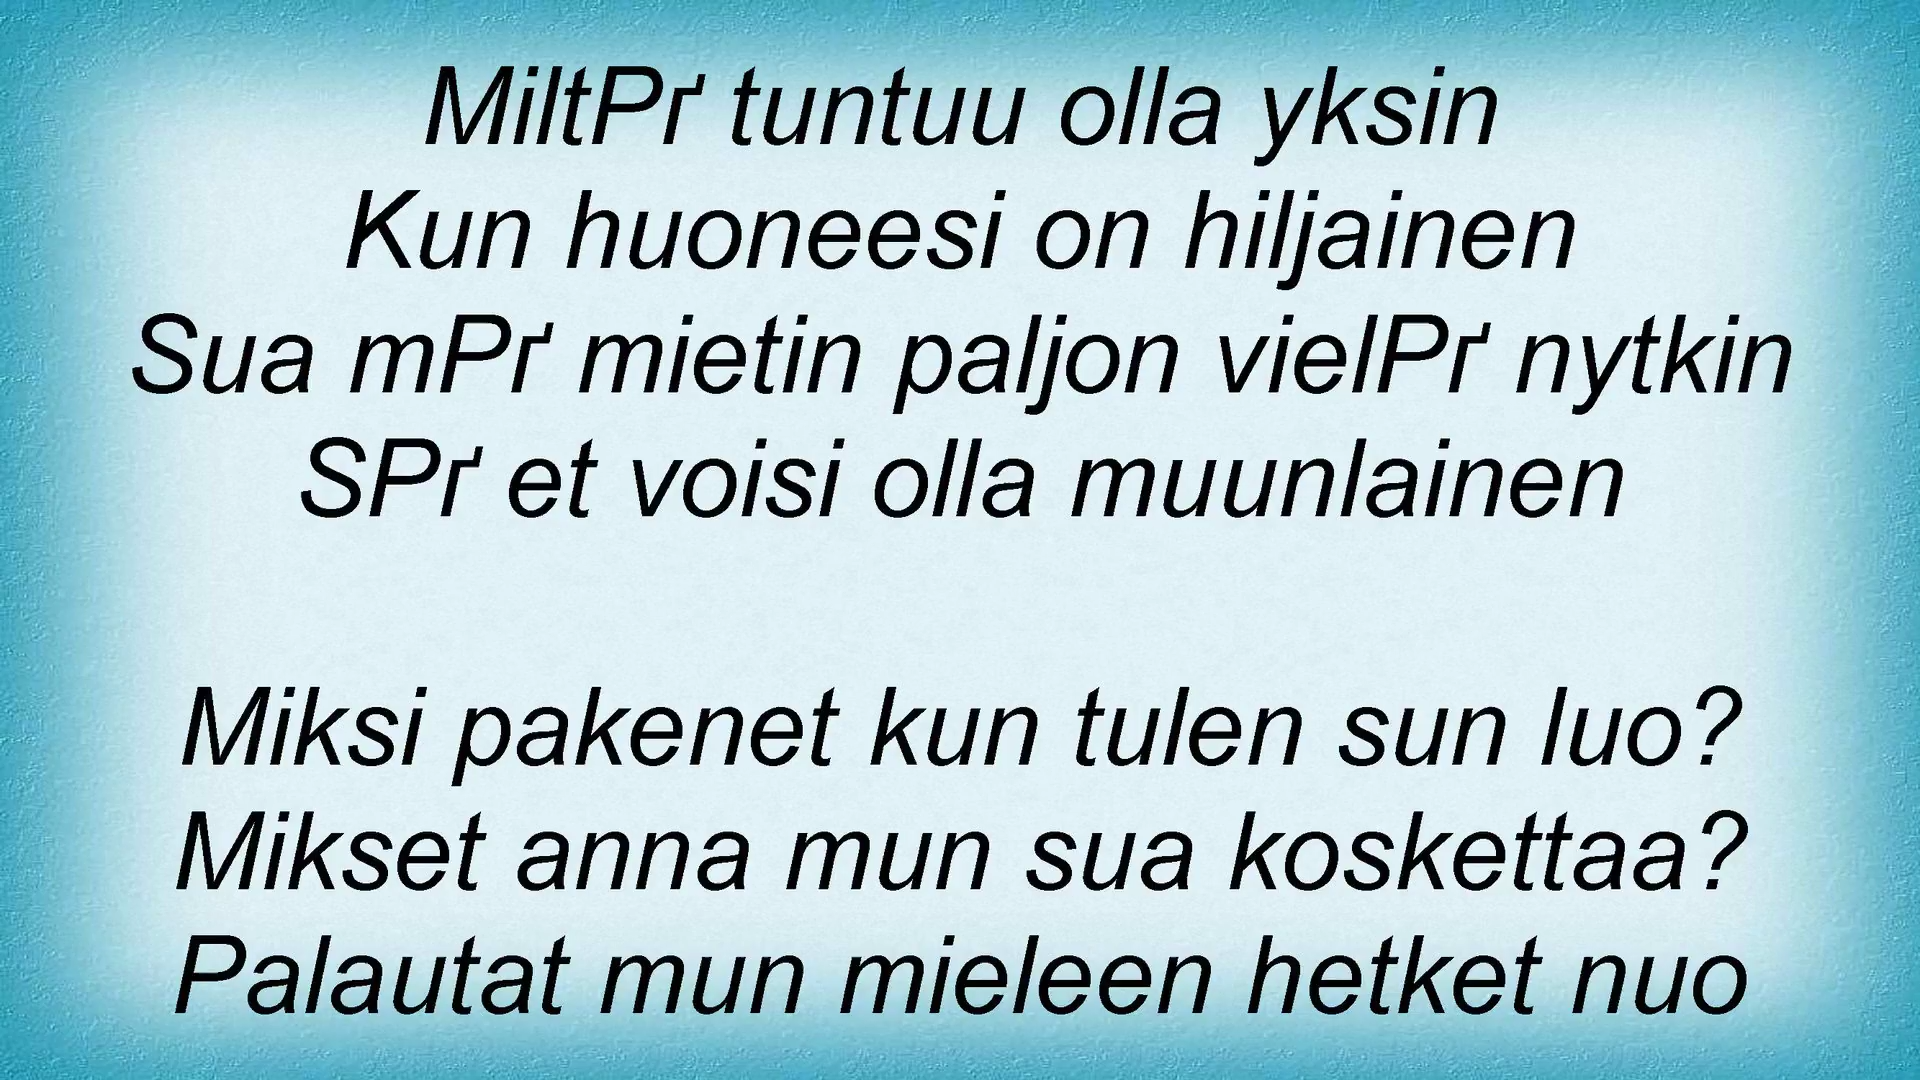 MiltPґ tuntuu olla yksin
Kun huoneesi on hiljainen
Sua mPґ mietin paljon vielPґ nytkin
SPґ et voisi olla muunlainen
Miksi pakenet kun tulen sun luo?
Mikset anna mun sua koskettaa?
Palautat mun mieleen hetket nuo